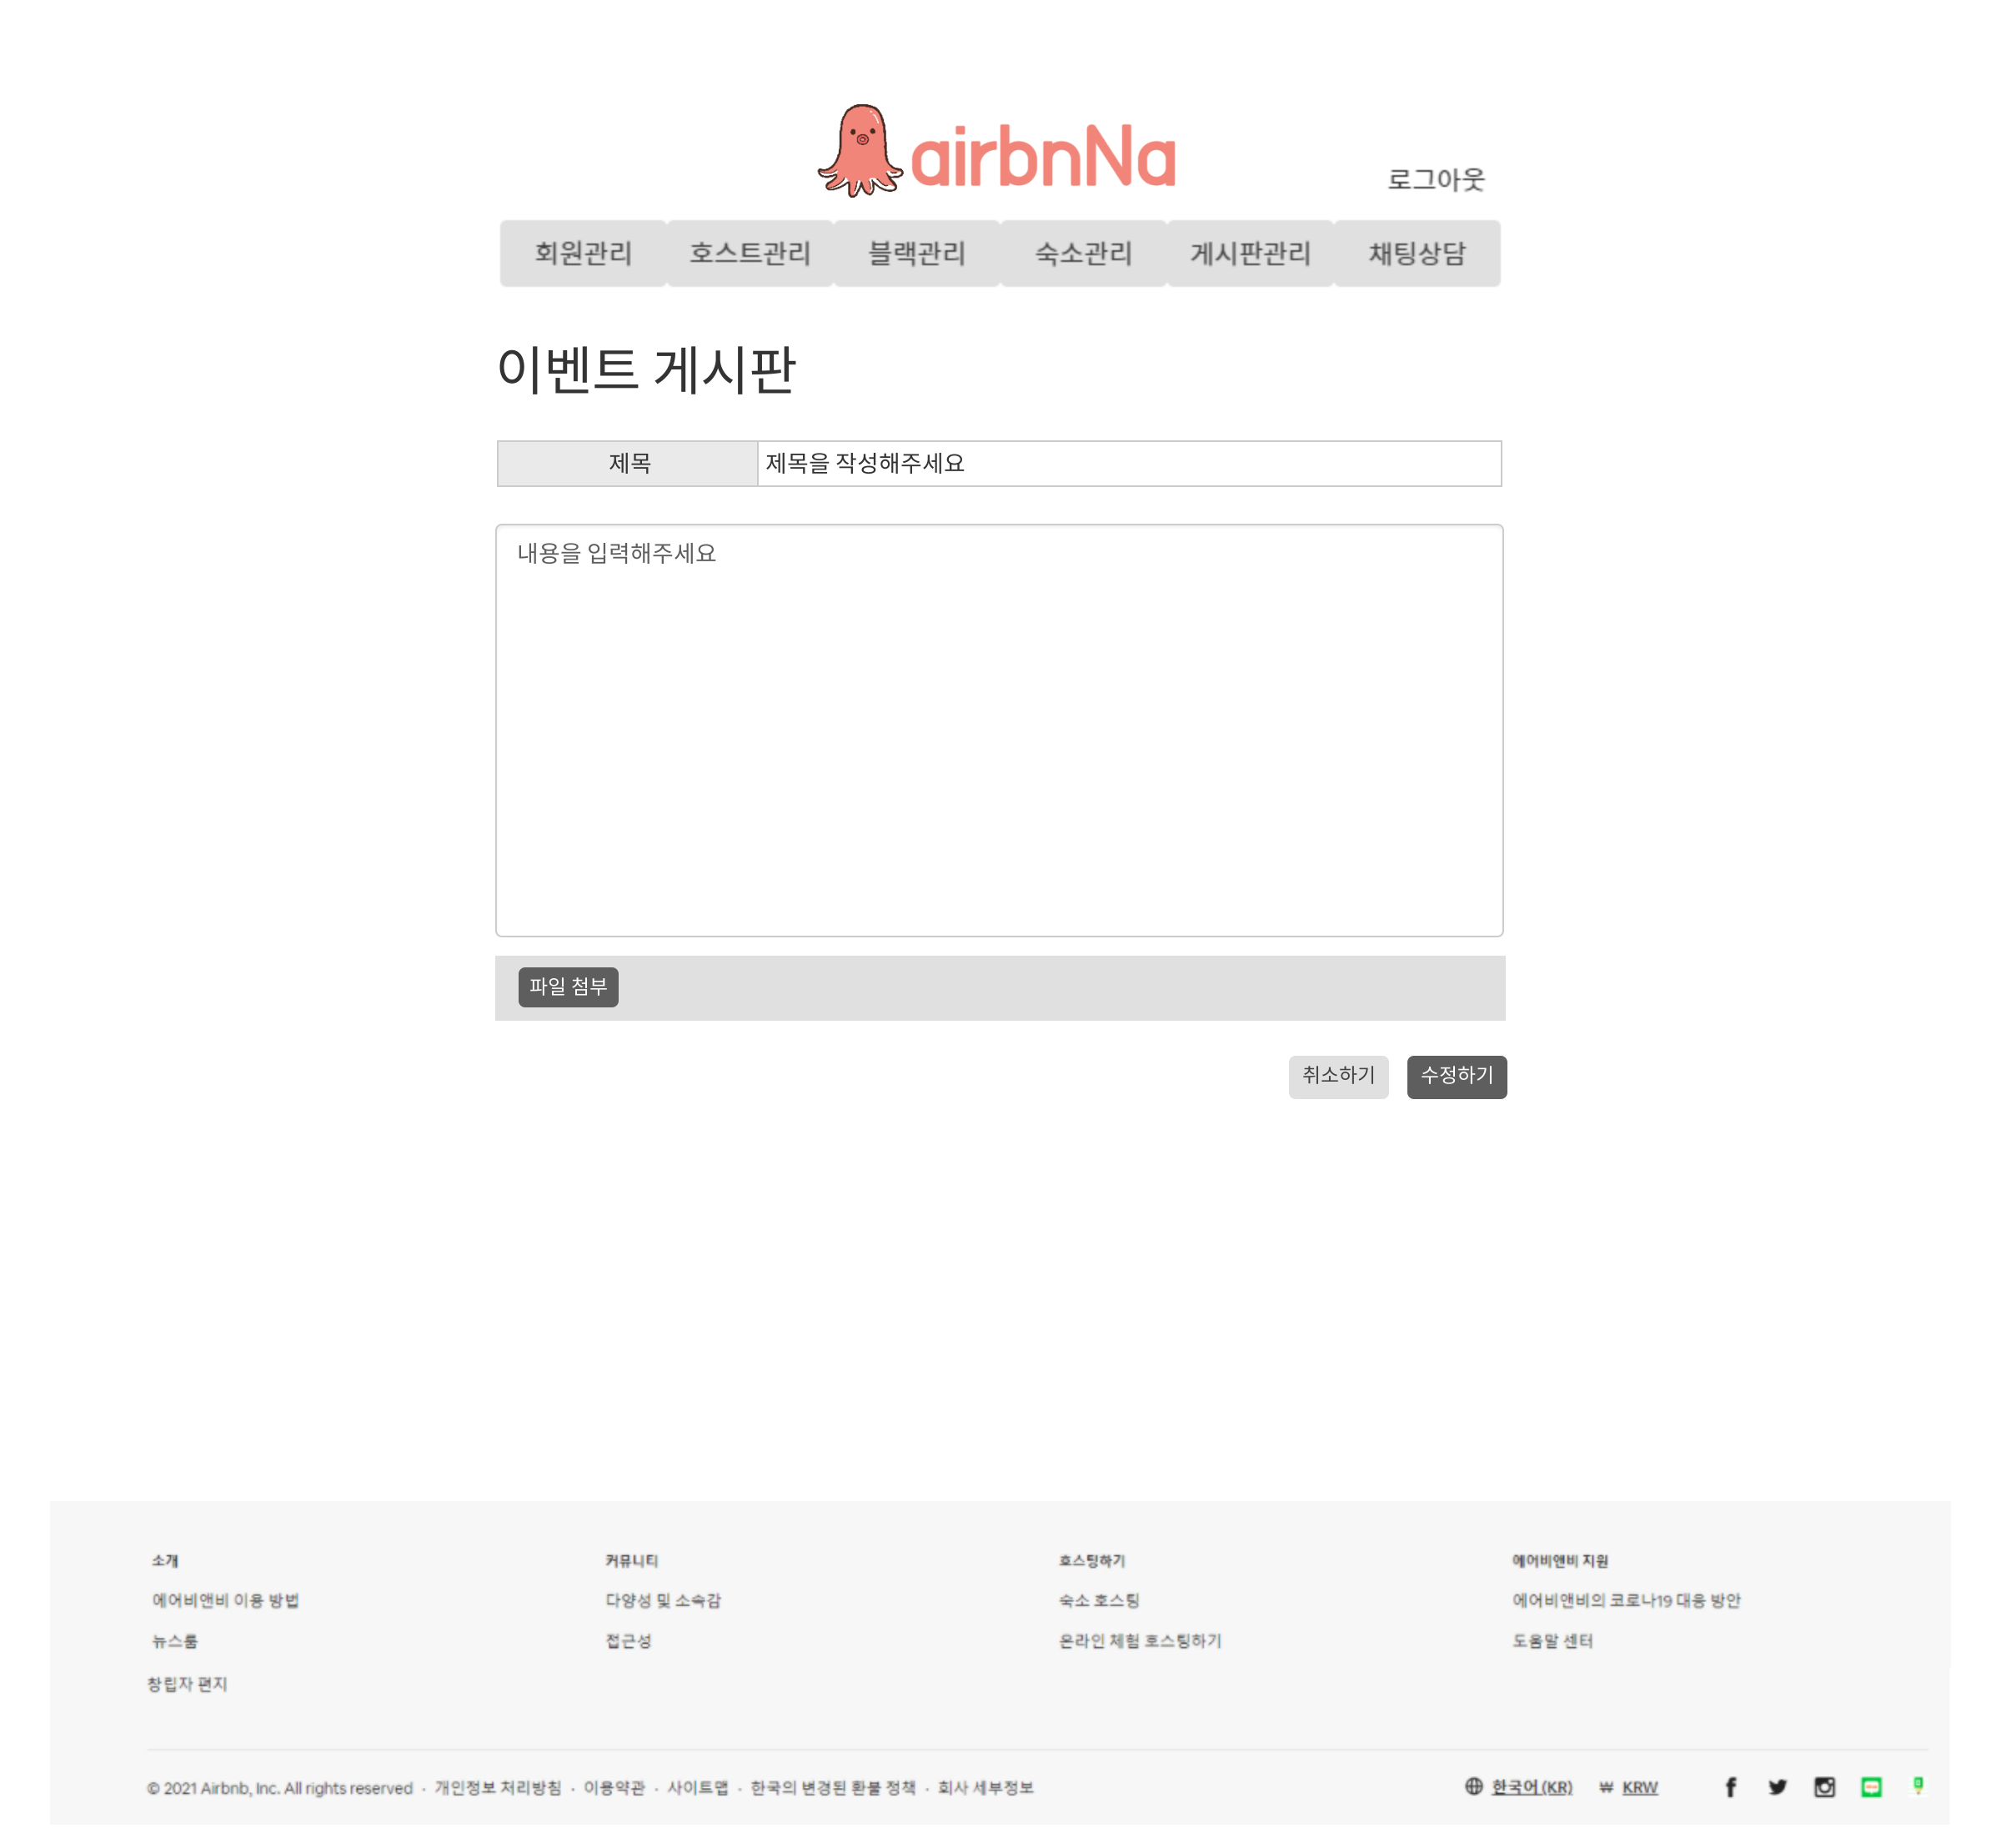 airbnNa
로그아웃
회원관리 호스트관리 블랙관리 숙소관리 게시판관리 채팅상담
이벤트 게시판
제목 제목을 작성해주세요
내용을 입력해주세요
파일 첨부
취소하기 수정하기
소개 커뮤니티 호스팅하기 에어비앤비 지원
에어비앤비 이용 방법 다양성 및 소속감 숙소 호스팅 에어비앤비의 코로나19 대응 방안
뉴스룸 접근성 온라인 체험 호스팅하기 도움말 센터
창립자 편지
© 2021 Airbnb, Inc. All rights reserved · 개인정보 처리방침 · 이용약관 · 사이트맵 · 한국의 변경된 환불 정책 · 회사 세부정보 한국어 (KR) ₩ KRW